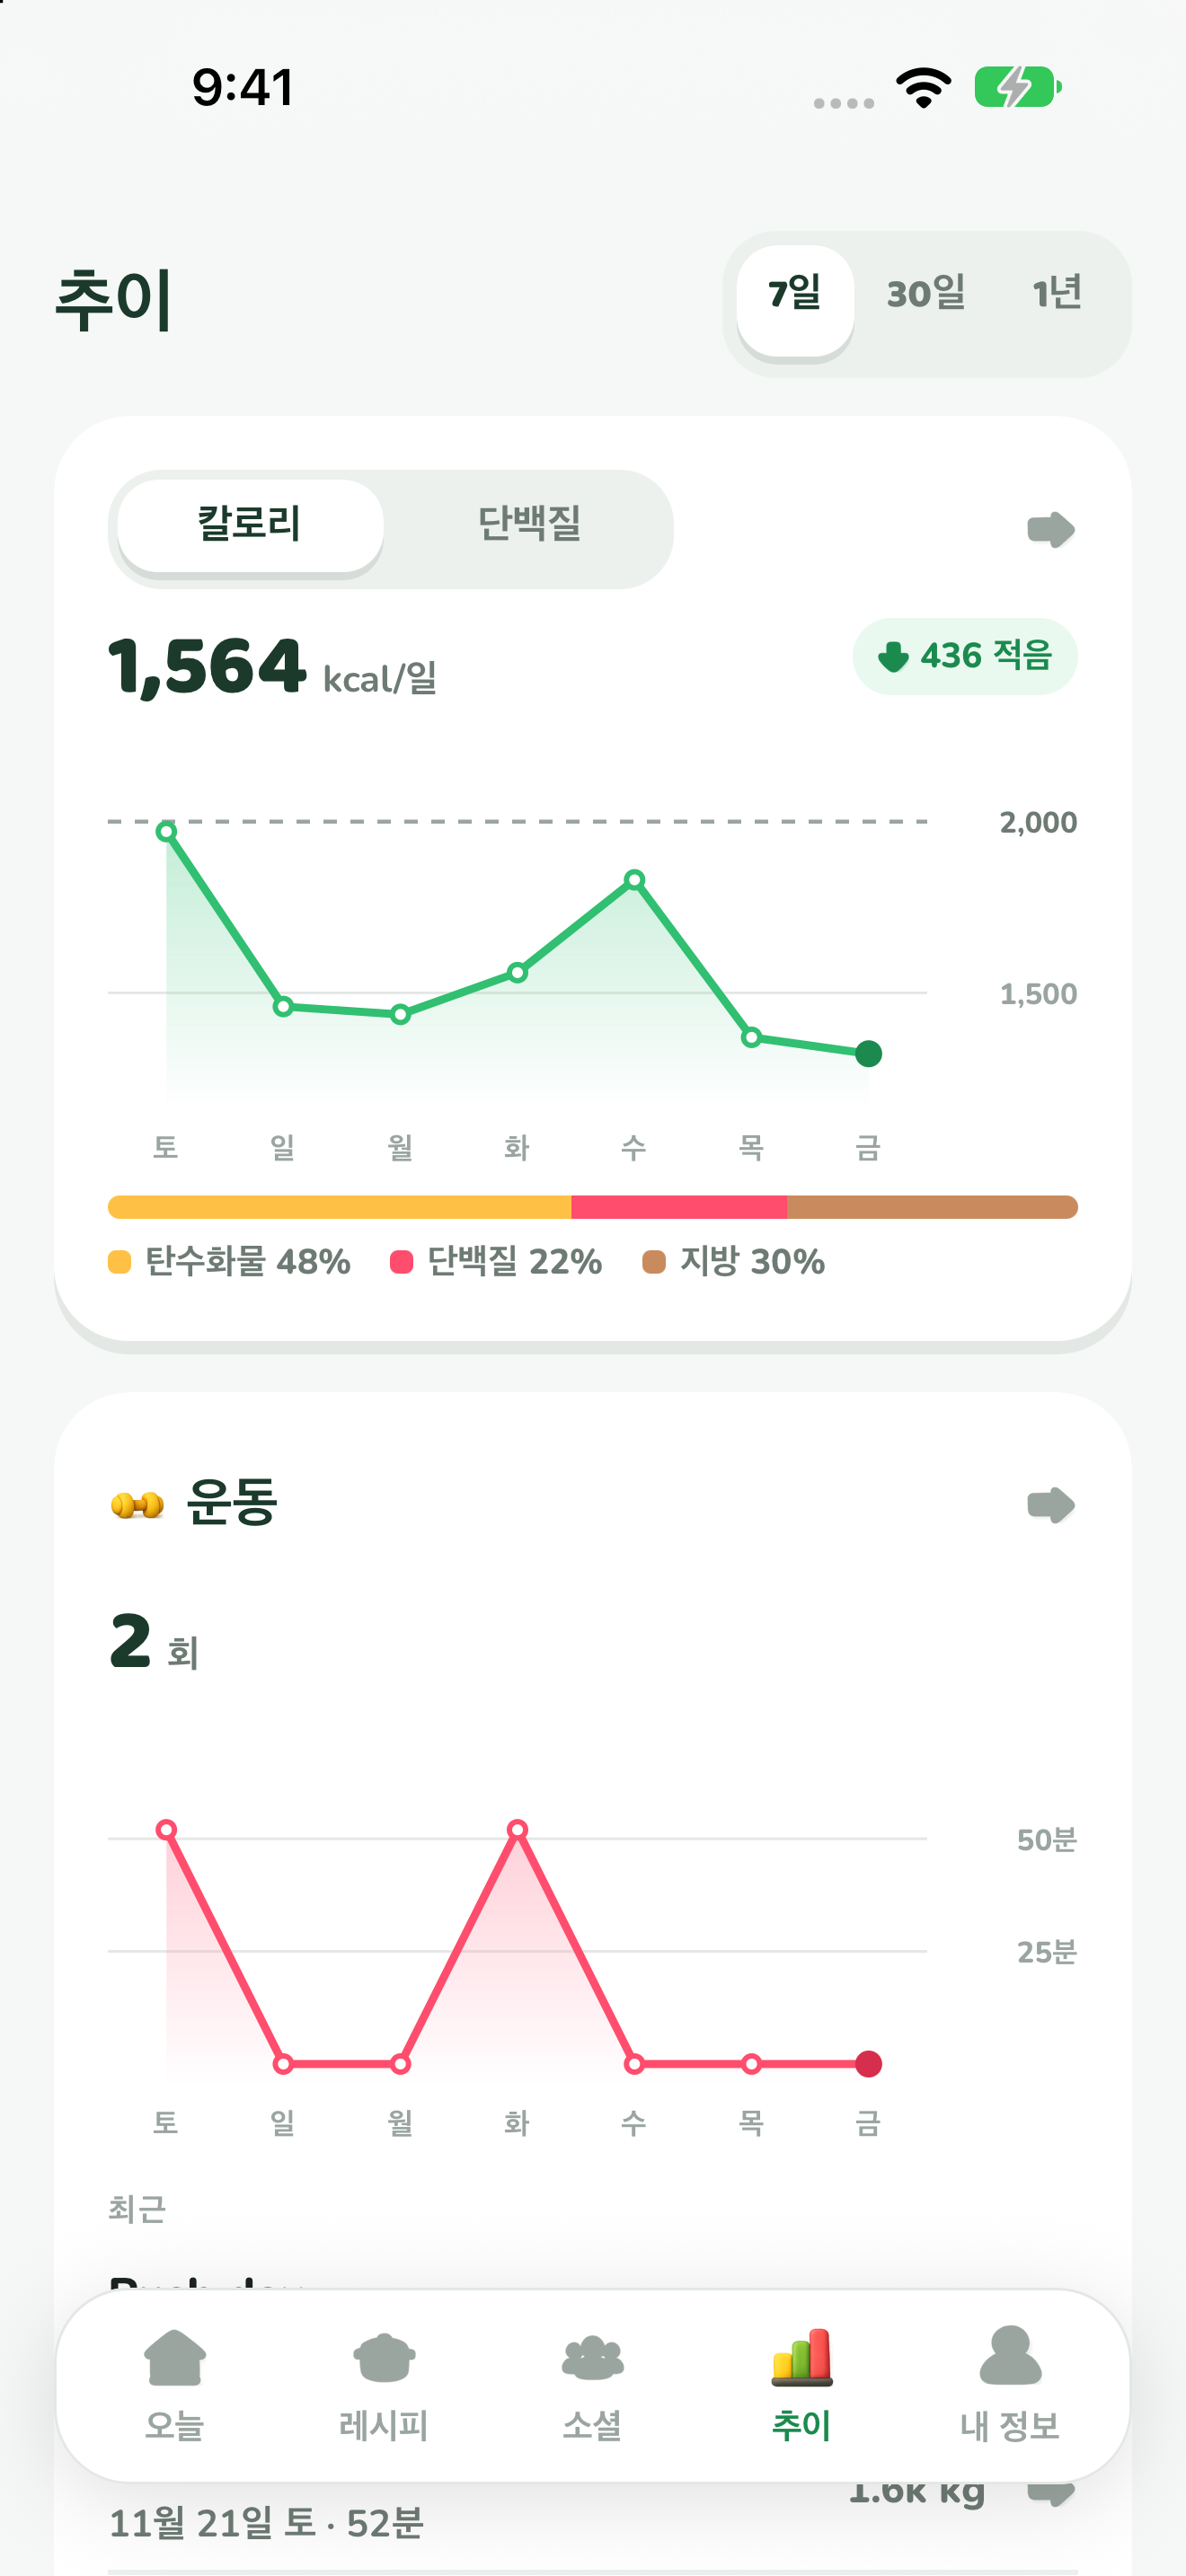 9:41
추이
7일 30일 1년
칼로리 단백질
1,564 kcal/일
436 적음
2,000
1,500
토 일 월 화 수 목 금
탄수화물 48% 단백질 22% 지방 30%
운동
2 회
50분
25분
토 일 월 화 수 목 금
최근
오늘 레시피 소셜 추이 내 정보
1.6k kg
11월 21일 토 · 52분